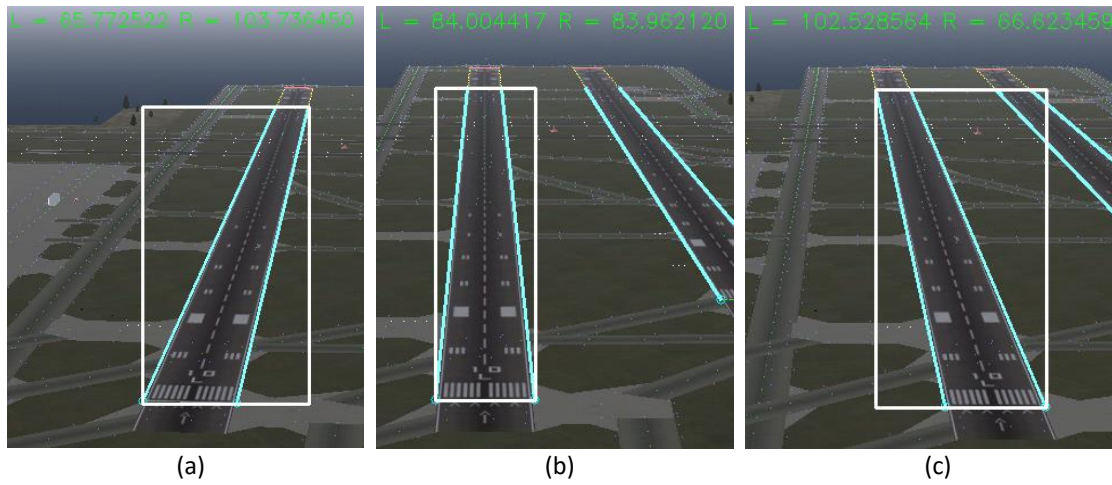 L = 65.772522 R = 103.736450
L = 84.004417 R = 83.962120
L = 102.528564 R = 66.623459
(a)
(b)
(c)